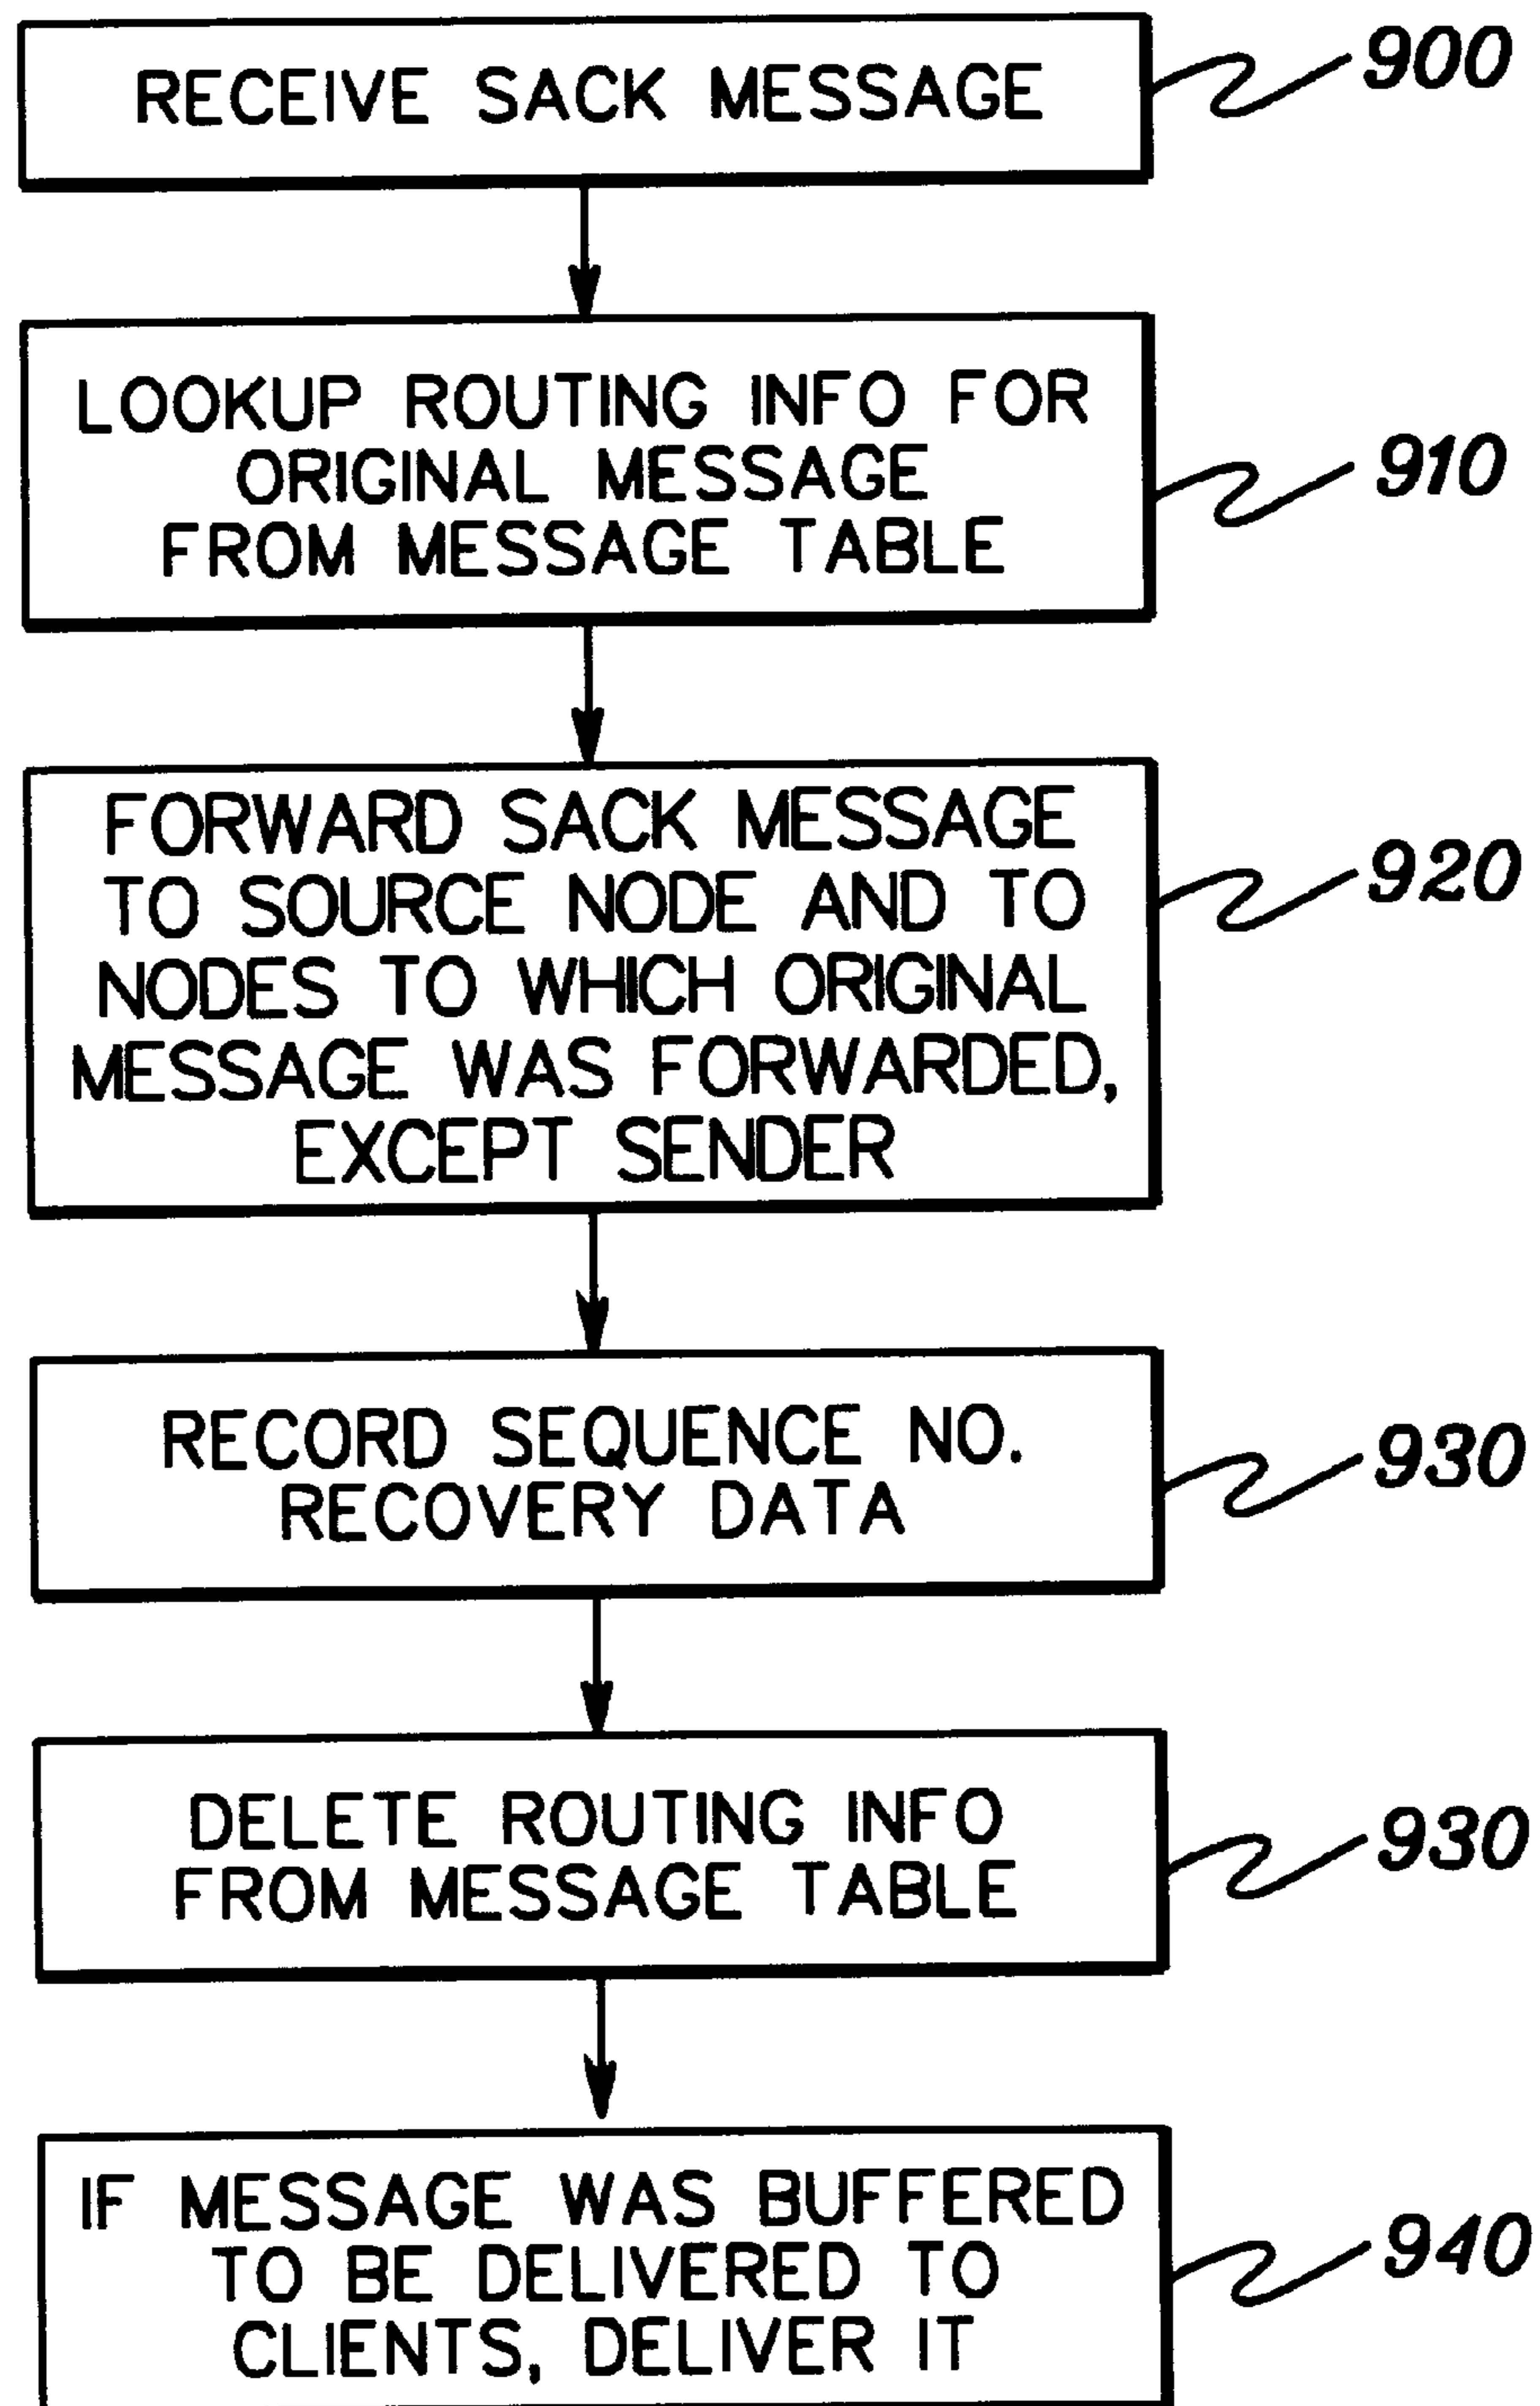 RECEIVE SACK MESSAGE
900
LOOKUP ROUTING INFO FOR
ORIGINAL MESSAGE
FROM MESSAGE TABLE
910
FORWARD SACK MESSAGE
TO SOURCE NODE AND TO
NODES TO WHICH ORIGINAL
MESSAGE WAS FORWARDED,
EXCEPT SENDER
920
RECORD SEQUENCE NO.
RECOVERY DATA
930
DELETE ROUTING INFO
FROM MESSAGE TABLE
930
IF MESSAGE WAS BUFFERED
TO BE DELIVERED TO
CLIENTS, DELIVER IT
940